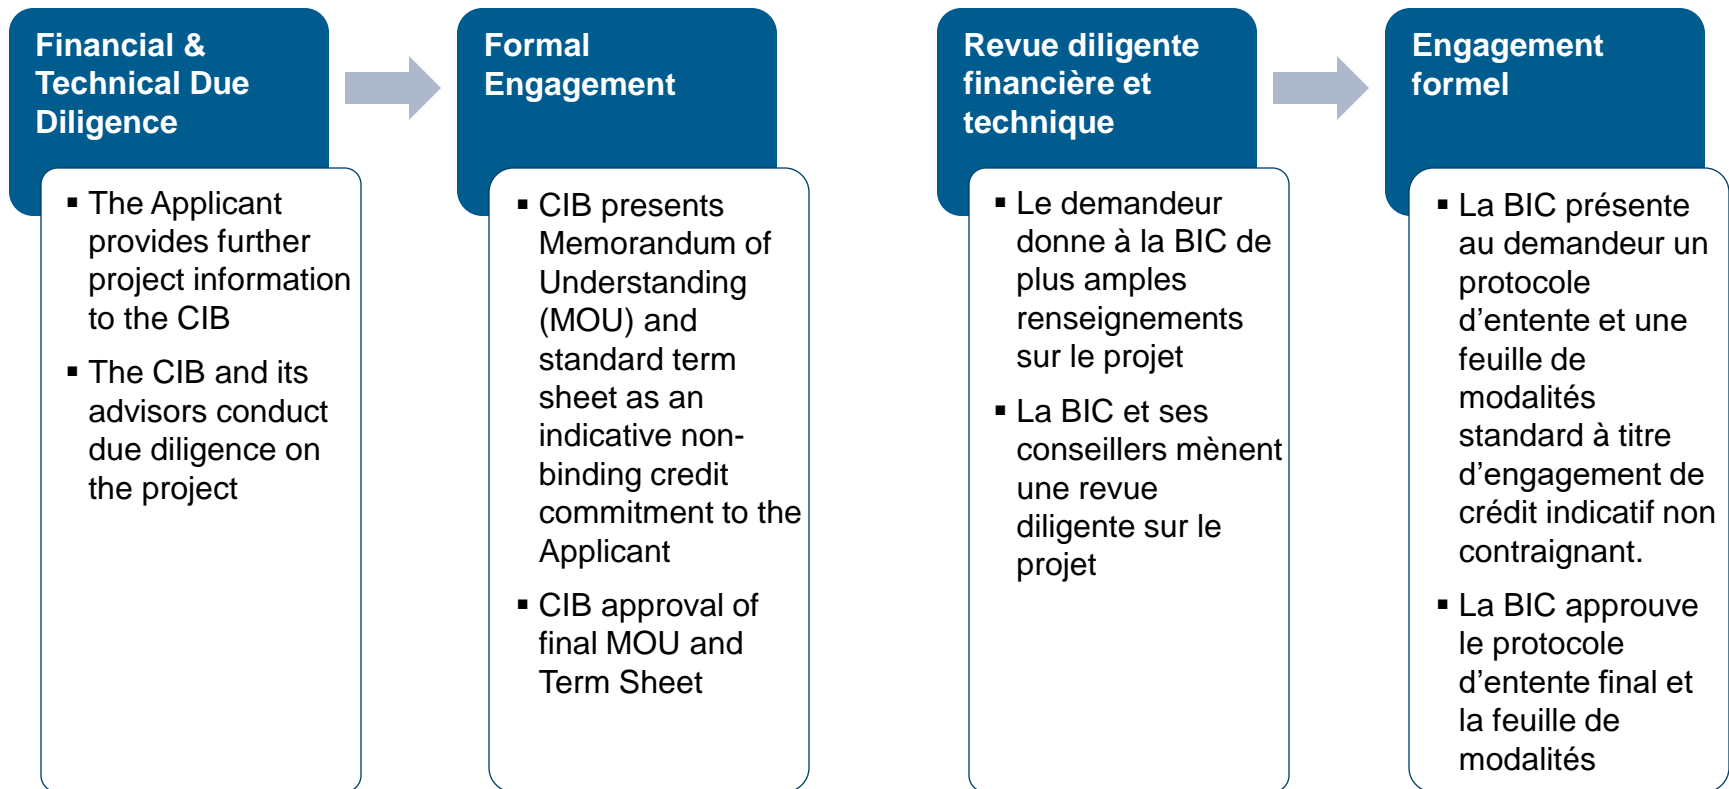 Financial &
Technical Due
Diligence
▪ The Applicant
provides further
project information
to the CIB
▪ The CIB and its
advisors conduct
due diligence on
the project
Formal
Engagement
▪ CIB presents
Memorandum of
Understanding
(MOU) and
standard term
sheet as an
indicative non-
binding credit
commitment to the
Applicant
▪ CIB approval of
final MOU and
Term Sheet
Revue diligente
financière et
technique
▪ Le demandeur
donne à la BIC de
plus amples
renseignements
sur le projet
▪ La BIC et ses
conseillers mènent
une revue
diligente sur le
projet
Engagement
formel
▪ La BIC présente
au demandeur un
protocole
d’entente et une
feuille de
modalités
standard à titre
d’engagement de
crédit indicatif non
contraignant.
▪ La BIC approuve
le protocole
d’entente final et
la feuille de
modalités